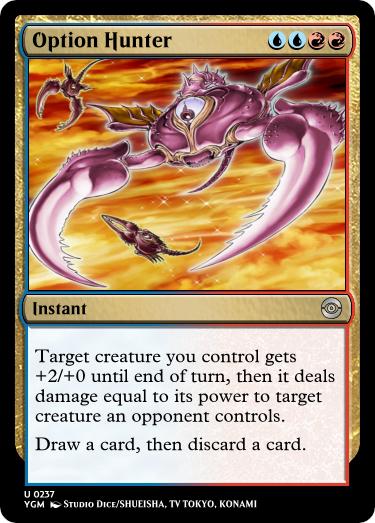 Option Hunter
Instant
Target creature you control gets
+2/+0 until end of turn, then it deals
damage equal to its power to target
creature an opponent controls.
Draw a card, then discard a card.
U 0237
YGM Studio Dice/SHUEISHA, TV TOKYO, KONAMI